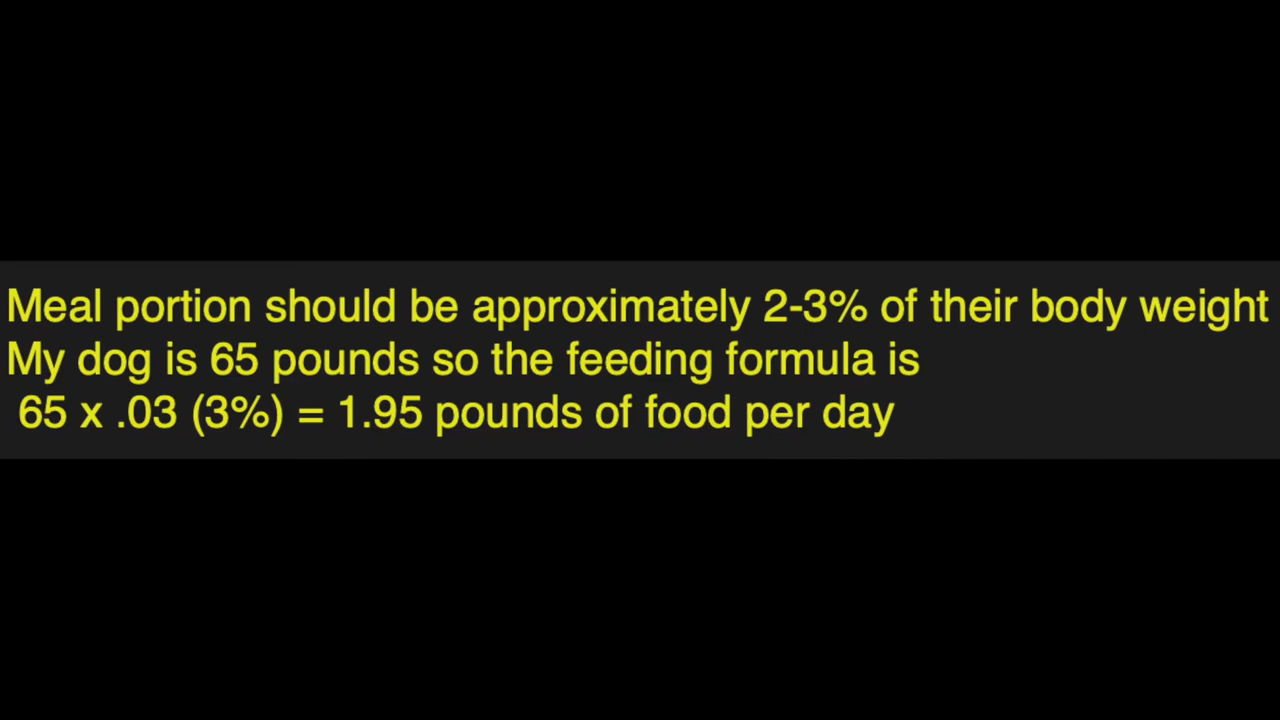 Meal portion should be approximately 2-3% of their body weight
My dog is 65 pounds so the feeding formula is
65 x .03 (3%) = 1.95 pounds of food per day